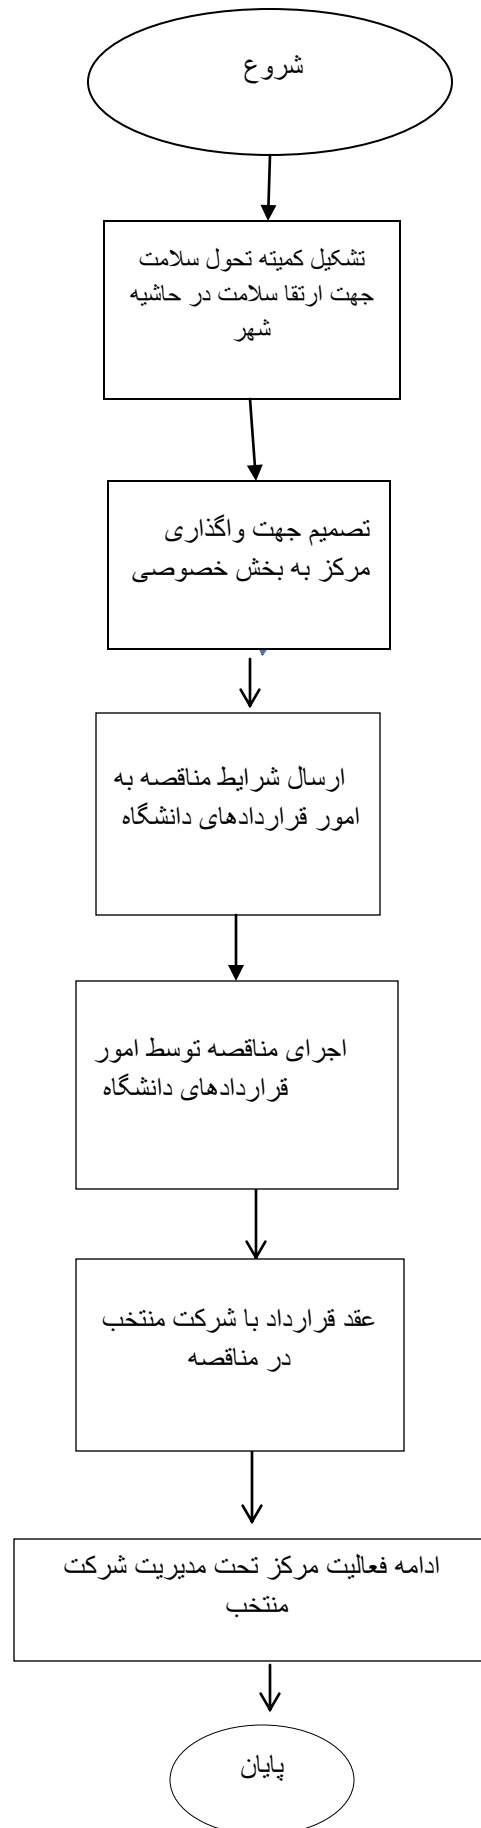 شروع
تشکیل کمیته تحول سلامت
جهت ارتقا سلامت در حاشیه
شهر
تصمیم جهت واگذاری
مرکز به بخش خصوصی
ارسال شرایط مناقصه به
امور قراردادهای دانشگاه
اجرای مناقصه توسط امور
قراردادهای دانشگاه
عقد قرارداد با شرکت منتخب
در مناقصه
ادامه فعالیت مرکز تحت مدیریت شرکت
منتخب
پایان